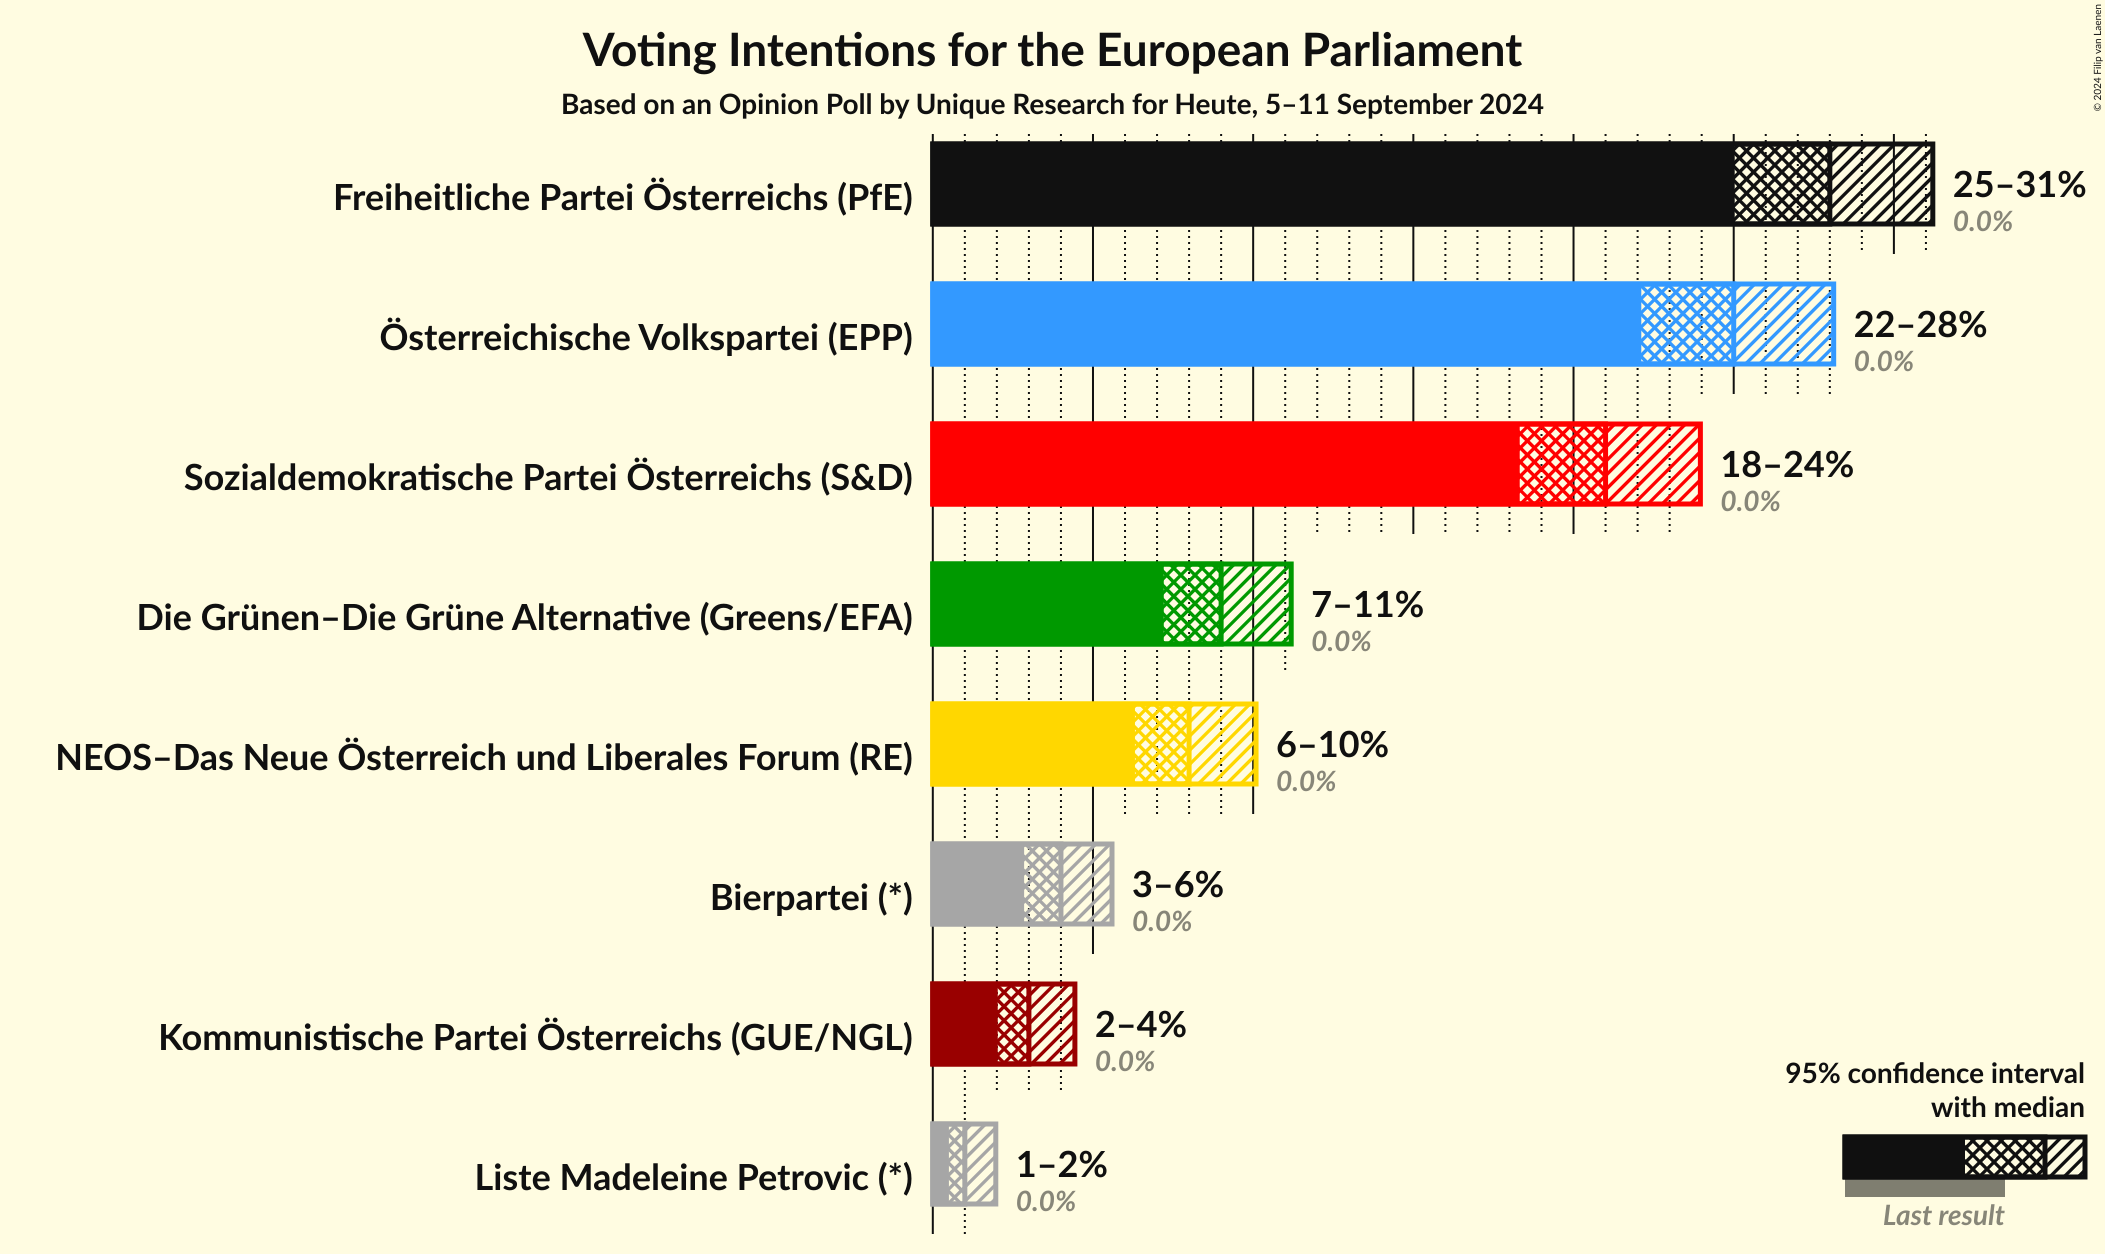 Voting Intentions for the European Parliament
Based on an Opinion Poll by Unique Research for Heute, 5–11 September 2024
© 2024 Filip van Laenen
Freiheitliche Partei Österreichs (PfE)
25–31%
0.0%
Österreichische Volkspartei (EPP)
22–28%
0.0%
Sozialdemokratische Partei Österreichs (S&D)
18–24%
0.0%
Die Grünen–Die Grüne Alternative (Greens/EFA)
7–11%
0.0%
NEOS–Das Neue Österreich und Liberales Forum (RE)
6–10%
0.0%
Bierpartei (*)
3–6%
0.0%
Kommunistische Partei Österreichs (GUE/NGL)
2–4%
0.0%
Liste Madeleine Petrovic (*)
1–2%
0.0%
95% confidence interval
with median
Last result